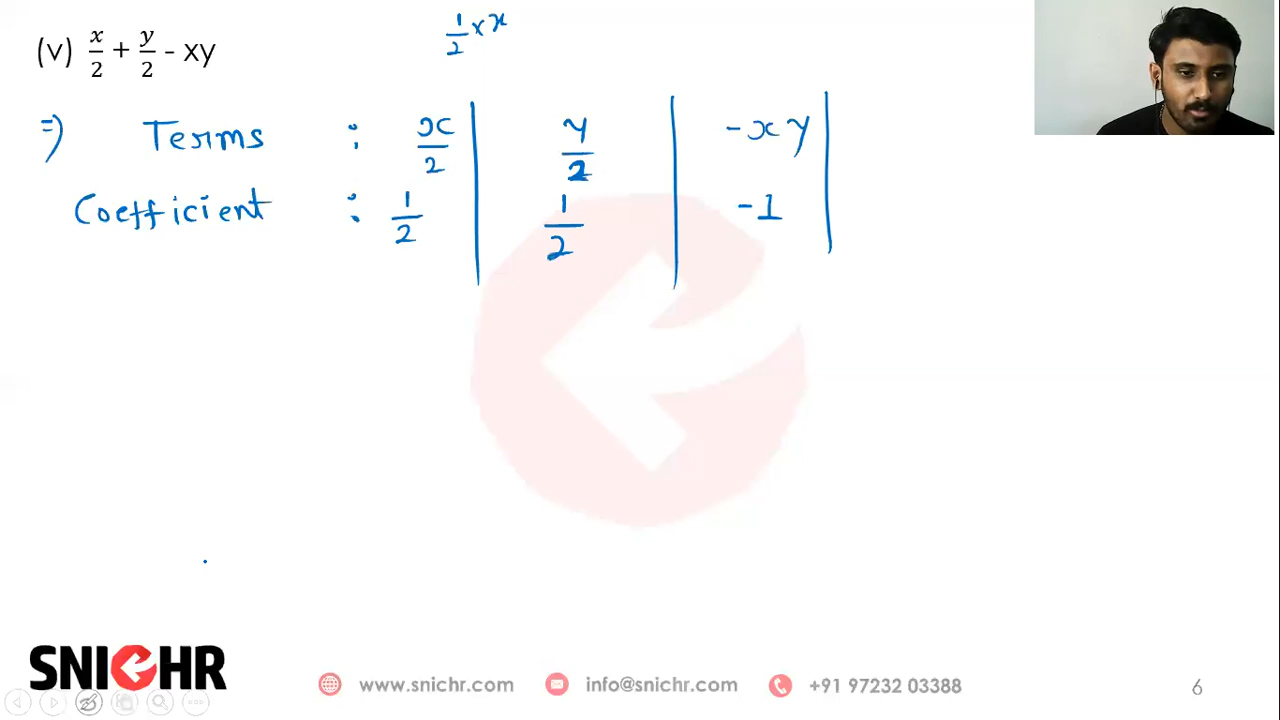 1/2 × x
(v) x/2 + y/2 - xy
=> Terms : x/2 | y/2 | -xy |
Coefficient : 1/2 | 1/2 | -1 |
SNICHR
www.snichr.com info@snichr.com +91 97232 03388 6